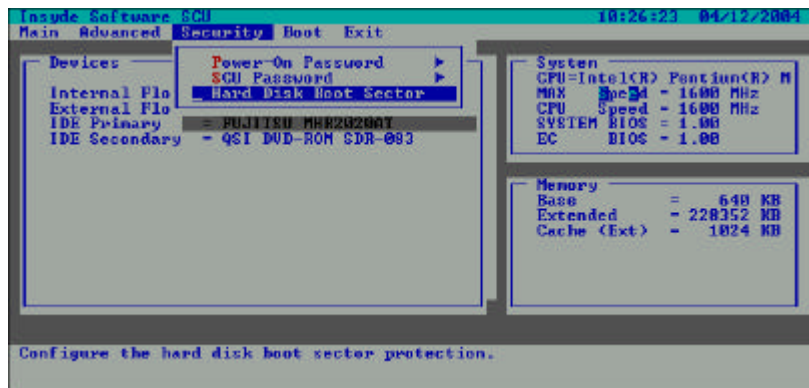 Insyde Software SCU 10:26:23 04/12/2004
Main Advanced Security Boot Exit
Power-On Password
SCU Password
Hard Disk Boot Sector
Devices
Internal Flo
External Flo
IDE Primary = FUJITSU MHR2020AT
IDE Secondary = QSI DVD-ROM SDR-083
System
CPU=Intel(R) Pentium(R) M
MAX Speed = 1600 MHz
CPU Speed = 1600 MHz
SYSTEM BIOS = 1.00
EC BIOS = 1.00
Memory
Base = 640 KB
Extended = 228352 KB
Cache (Ext) = 1024 KB
Configure the hard disk boot sector protection.